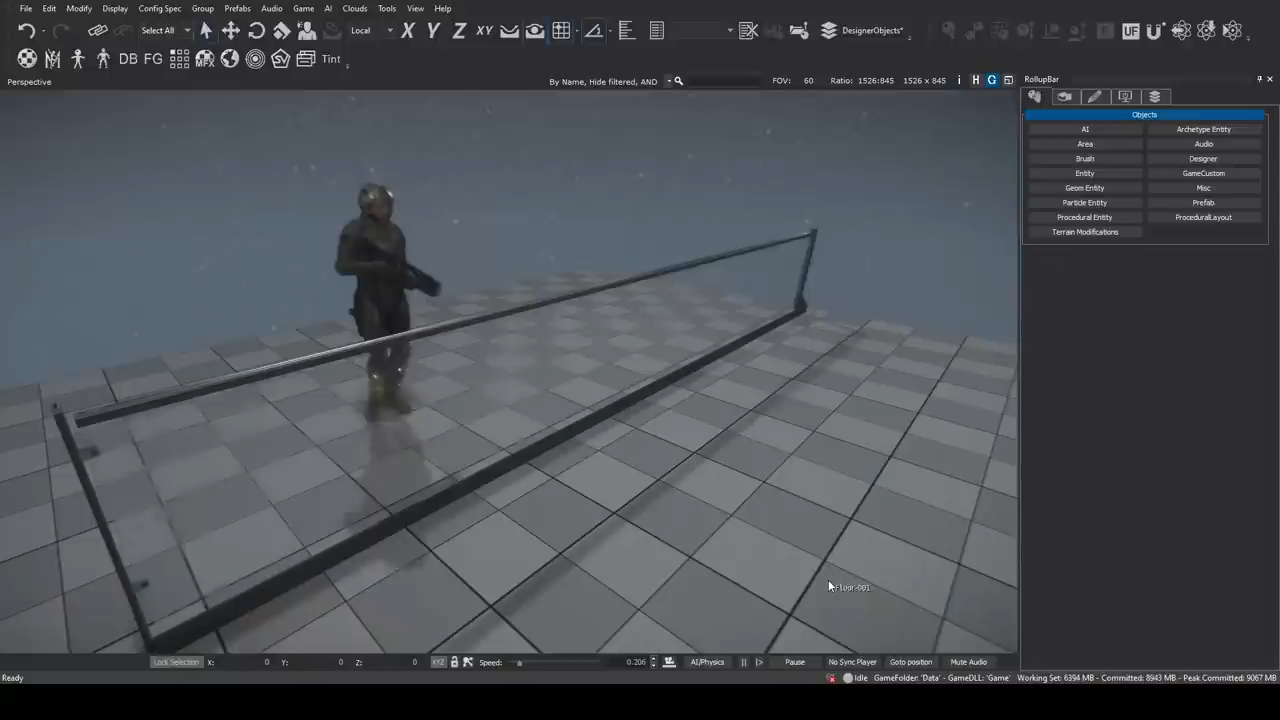 File Edit Modify Display Config Spec Group Prefabs Audio Game AI Clouds Tools View Help
Select All Local X Y Z XY DesignerObjects* UF
DB FG MFX SV Tint
Perspective By Name, Hide filtered, AND FOV: 60 Ratio: 1526:845 1526 x 845 i H G
RollupBar
Objects
AI Archetype Entity
Area Audio
Brush Designer
Entity GameCustom
Geom Entity Misc
Particle Entity Prefab
Procedural Entity ProceduralLayout
Terrain Modifications
Floor-001
Lock Selection X: 0 Y: 0 Z: 0 XYZ Speed: 0.206 AI/Physics Pause No Sync Player Goto position Mute Audio
Ready Idle GameFolder: 'Data' - GameDLL: 'Game' Working Set: 6394 MB - Committed: 8943 MB - Peak Committed: 9067 MB